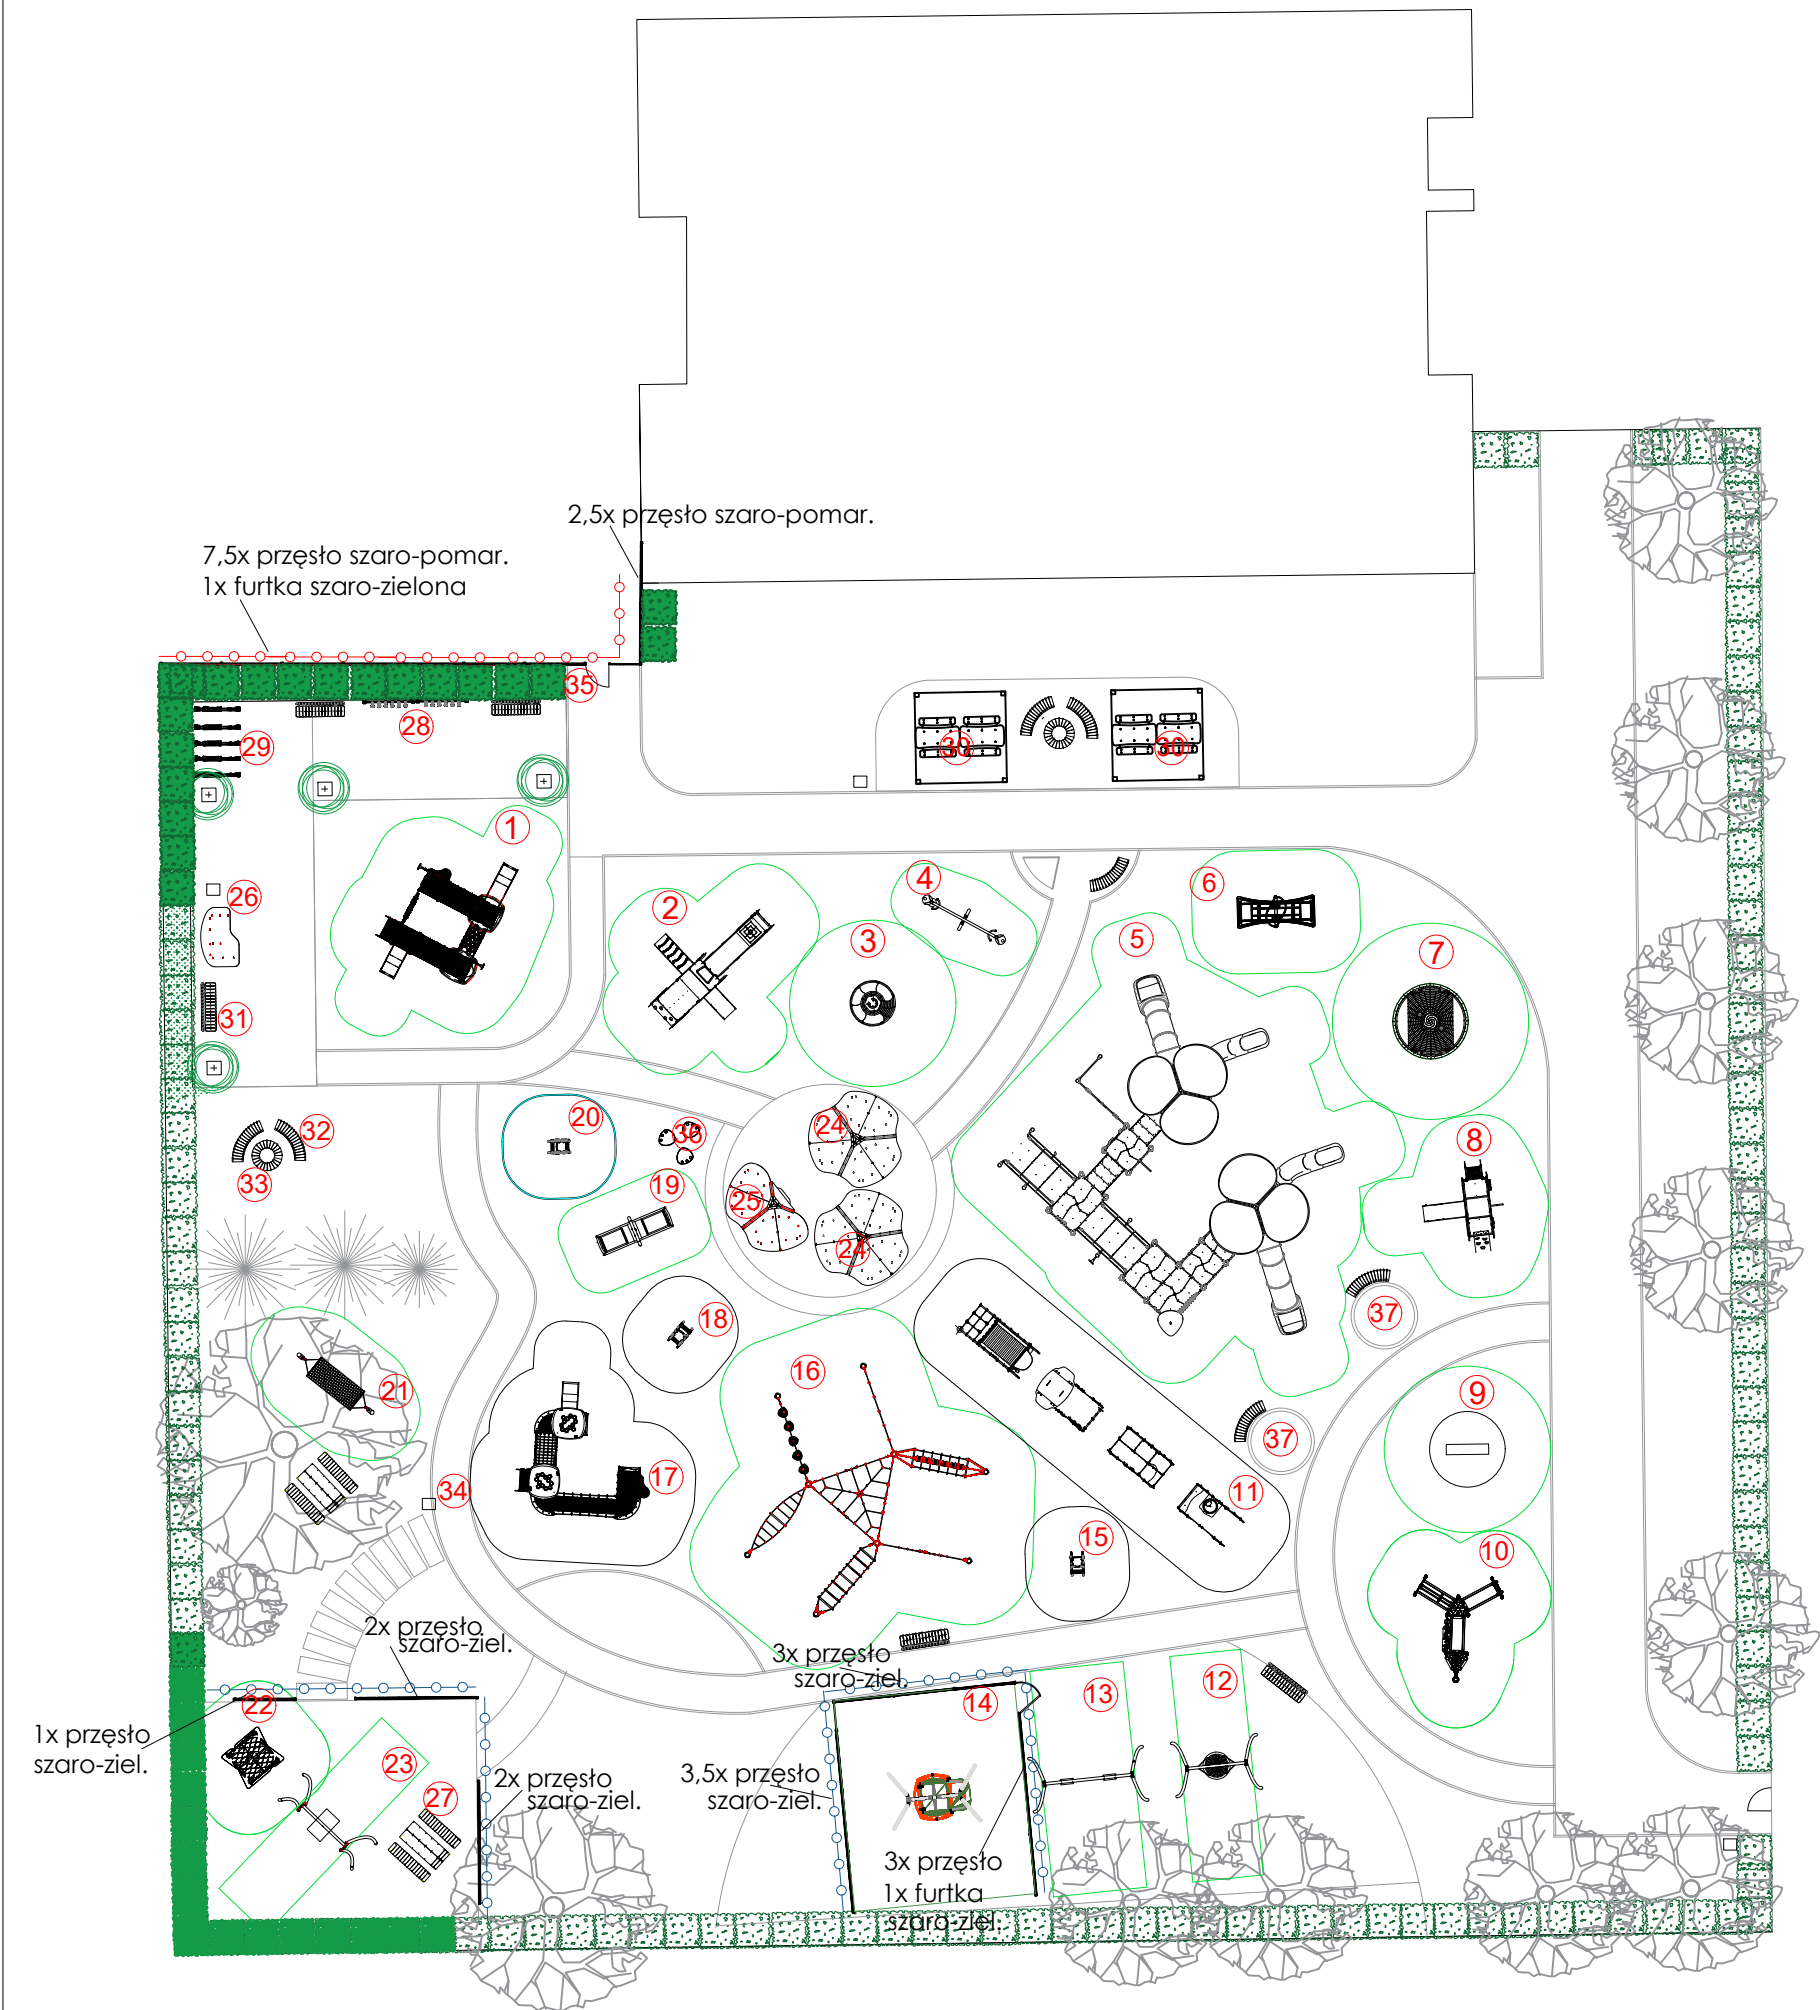 2,5x przęsło szaro-pomar.
7,5x przęsło szaro-pomar.
1x furtka szaro-zielona
35
28
29
30
30
1
26
2
4
6
3
5
7
31
20
36
24
32
8
33
19
25
24
18
37
16
21
9
37
17
34
11
15
10
2x przęsło
szaro-ziel.
3x przęsło
szaro-ziel.
22
14
13
12
1x przęsło
szaro-ziel.
23
2x przęsło
szaro-ziel.
27
3,5x przęsło
szaro-ziel.
3x przęsło
1x furtka
szaro-ziel.